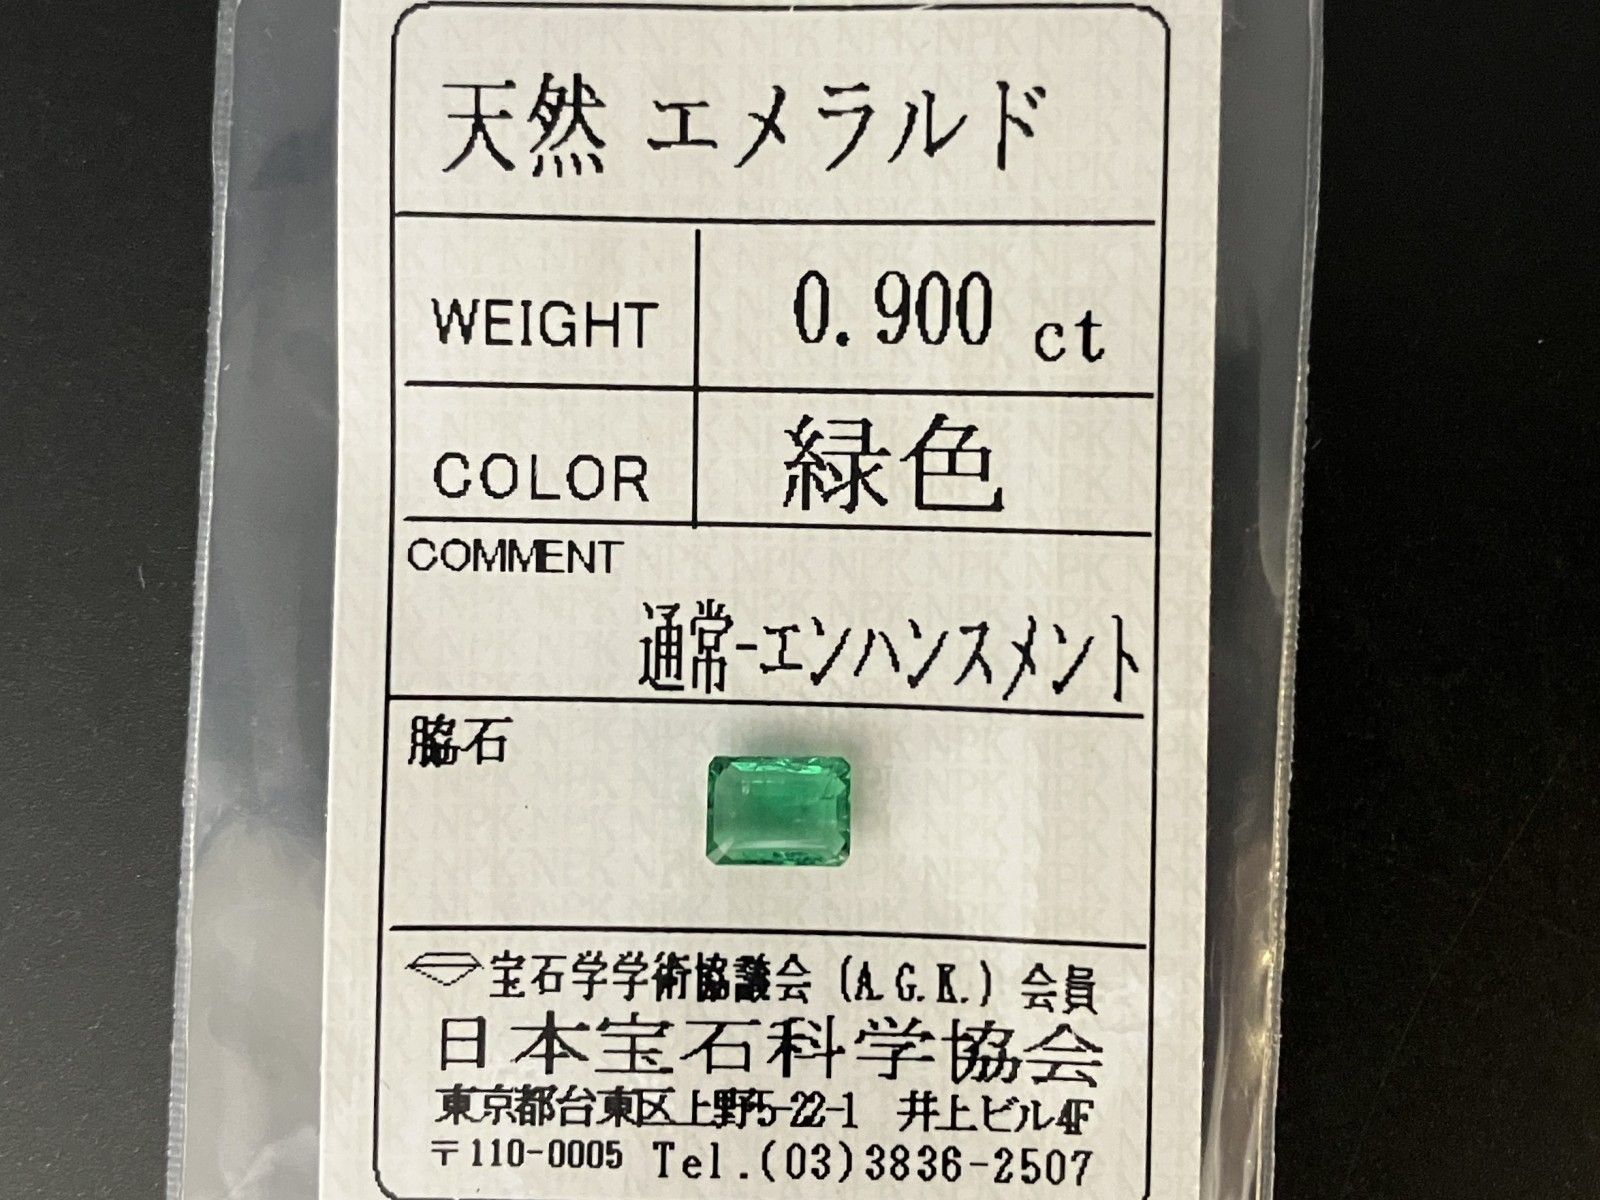 天然 エメラルド
WEIGHT 0.900 ct
COLOR 緑色
COMMENT
通常-エンハンスメント
脇石
宝石学学術協議会 (A.G.K.) 会員
日本宝石科学協会
東京都台東区上野5-22-1 井上ビル4F
〒110-0005 Tel.(03)3836-2507